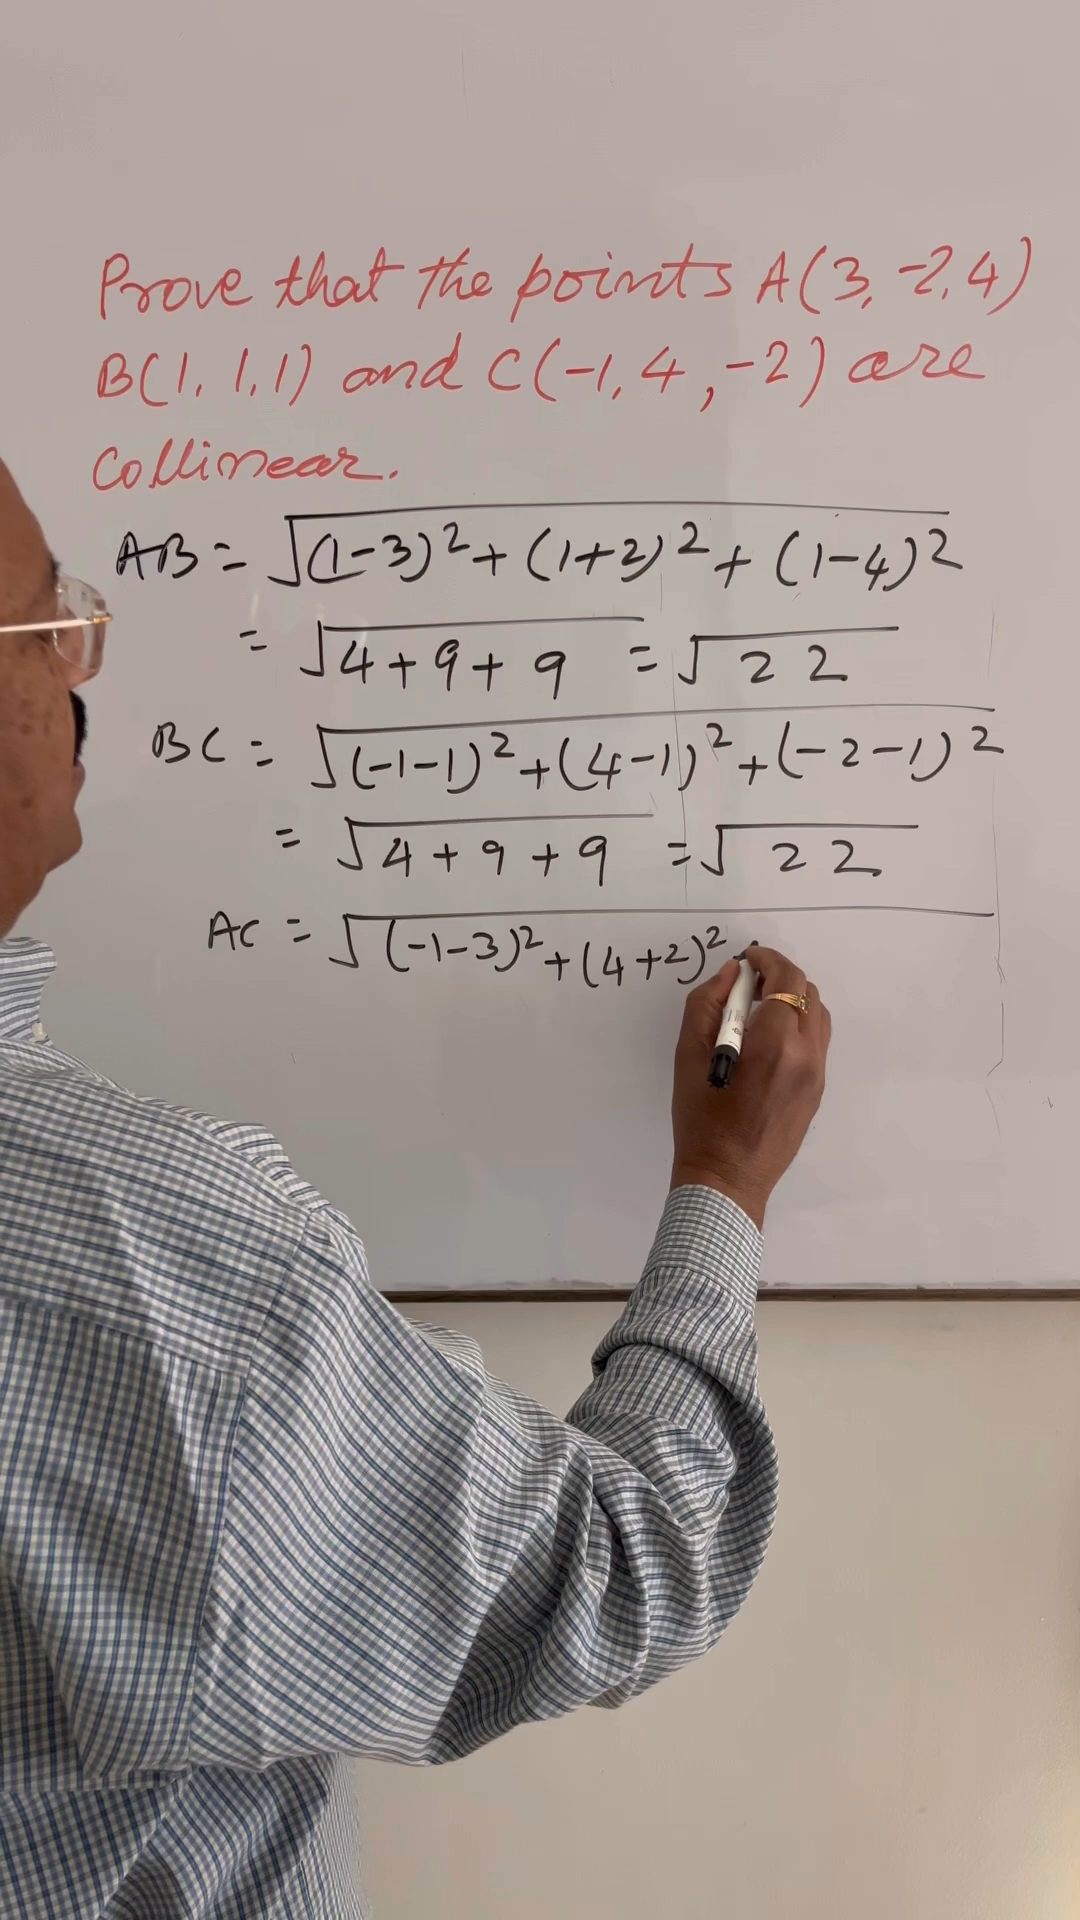 Prove that the points A(3, -2, 4)
B(1, 1, 1) and C(-1, 4, -2) are
collinear.
AB = √(1-3)² + (1+2)² + (1-4)²
= √4 + 9 + 9 = √22
BC = √(-1-1)² + (4-1)² + (-2-1)²
= √4 + 9 + 9 = √22
AC = √(-1-3)² + (4+2)² +